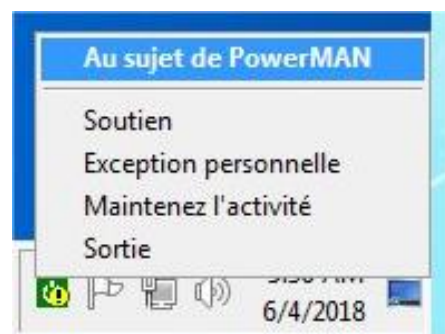 Au sujet de PowerMAN
Soutien
Exception personnelle
Maintenez l'activité
Sortie
6/4/2018